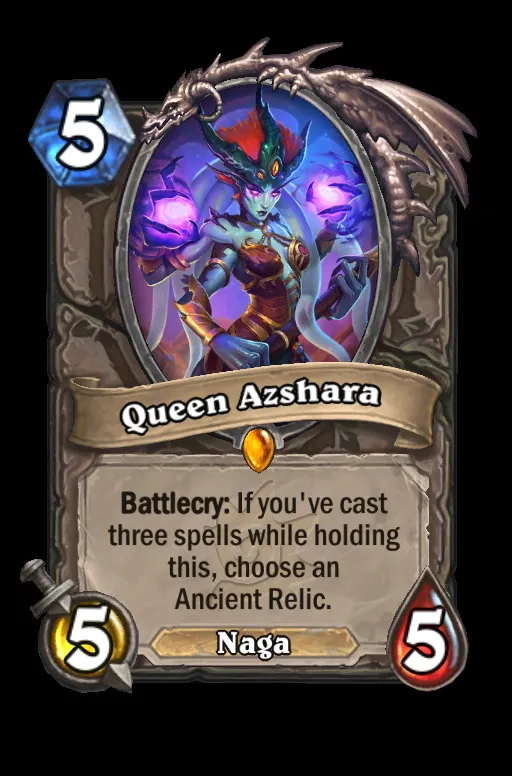 5
Queen Azshara
Battlecry: If you've cast
three spells while holding
this, choose an
Ancient Relic.
5
Naga
5